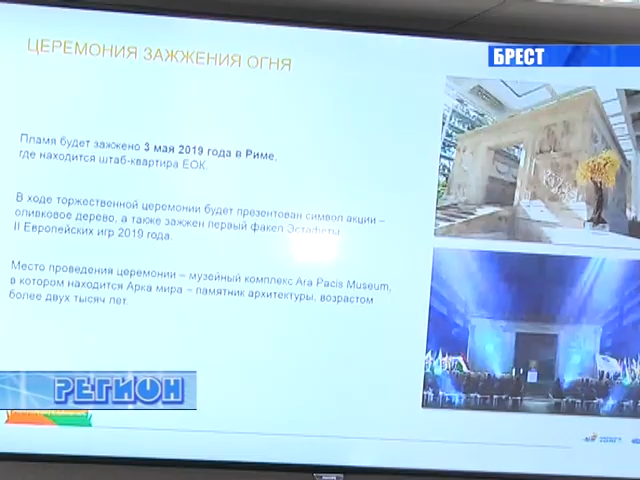 ЦЕРЕМОНИЯ ЗАЖЖЕНИЯ ОГНЯ
БРЕСТ
Пламя будет зажжено 3 мая 2019 года в Риме,
где находится штаб-квартира ЕОК.
В ходе торжественной церемонии будет презентован символ акции –
оливковое дерево, а также зажжен первый факел Эстафеты
II Европейских игр 2019 года.
Место проведения церемонии – музейный комплекс Ara Pacis Museum,
в котором находится Арка мира – памятник архитектуры, возрастом
более двух тысяч лет.
РЕГИОН